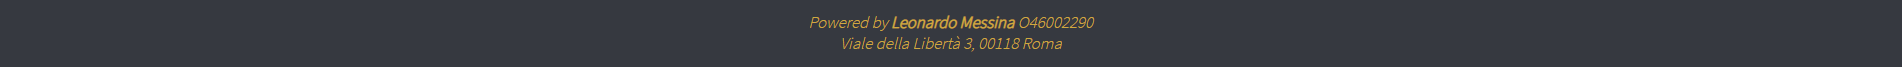 Powered by Leonardo Messina O46002290
Viale della Libertà 3, 00118 Roma